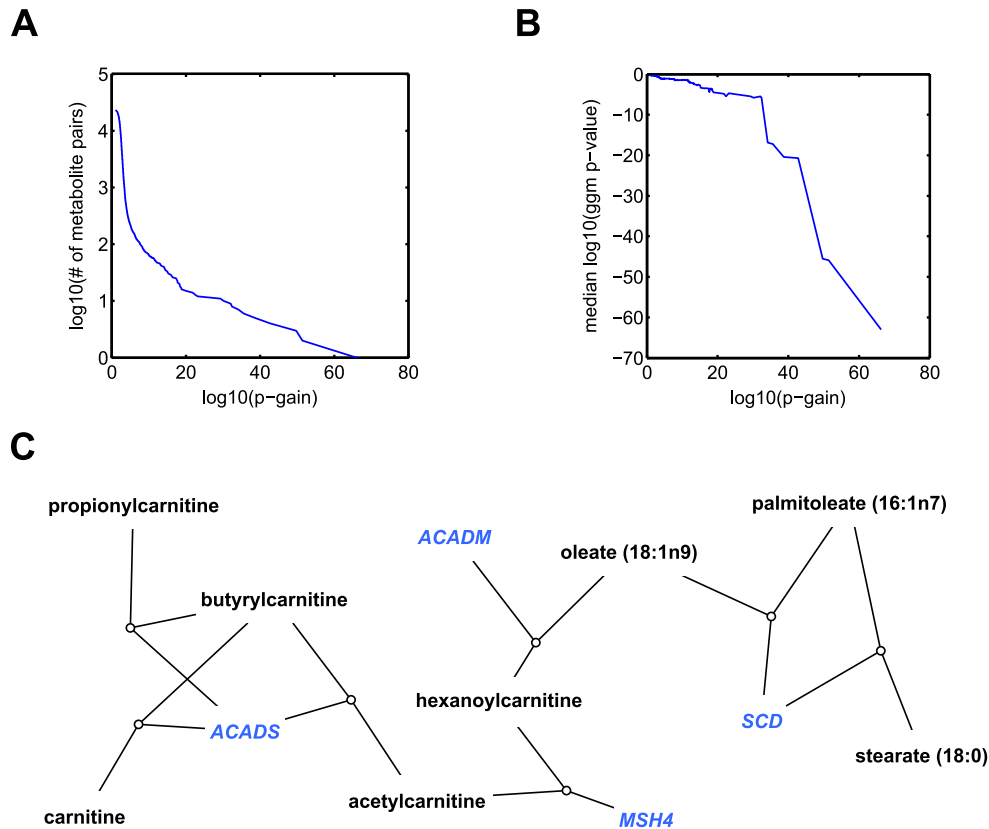 A
B
5
4
3
2
1
0
0
20
40
60
80
log10(# of metabolite pairs)
log10(p−gain)
0
−10
−20
−30
−40
−50
−60
−70
0
20
40
60
80
median log10(ggm p−value)
log10(p−gain)
C
propionylcarnitine
palmitoleate (16:1n7)
ACADM
oleate (18:1n9)
butyrylcarnitine
hexanoylcarnitine
ACADS
SCD
stearate (18:0)
acetylcarnitine
carnitine
MSH4